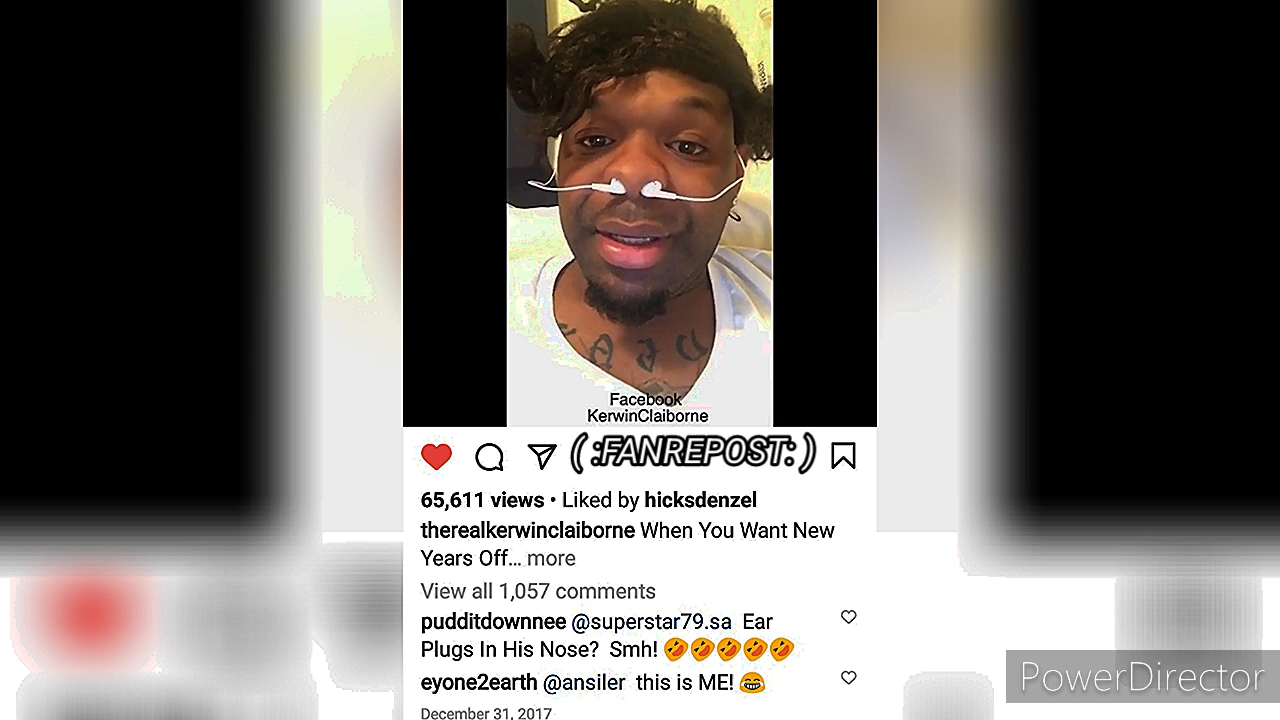 Facebook
KerwinClaiborne
( :FANREPOST: )
65,611 views • Liked by hicksdenzel
therealkerwinclaiborne When You Want New
Years Off... more
View all 1,057 comments
pudditdownnee @superstar79.sa Ear
Plugs In His Nose? Smh! 🤣🤣🤣🤣🤣
eyone2earth @ansiler this is ME! 😂
December 31, 2017
PowerDirector